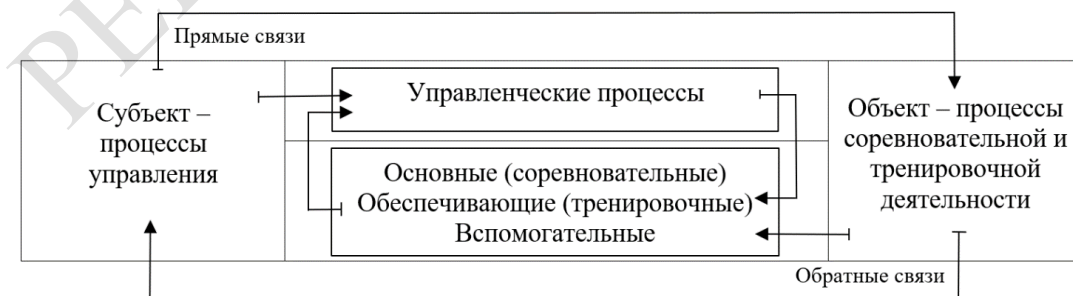 Прямые связи
Субъект –
процессы
управления
Управленческие процессы
Основные (соревновательные)
Обеспечивающие (тренировочные)
Вспомогательные
Объект – процессы
соревновательной и
тренировочной
деятельности
Обратные связи